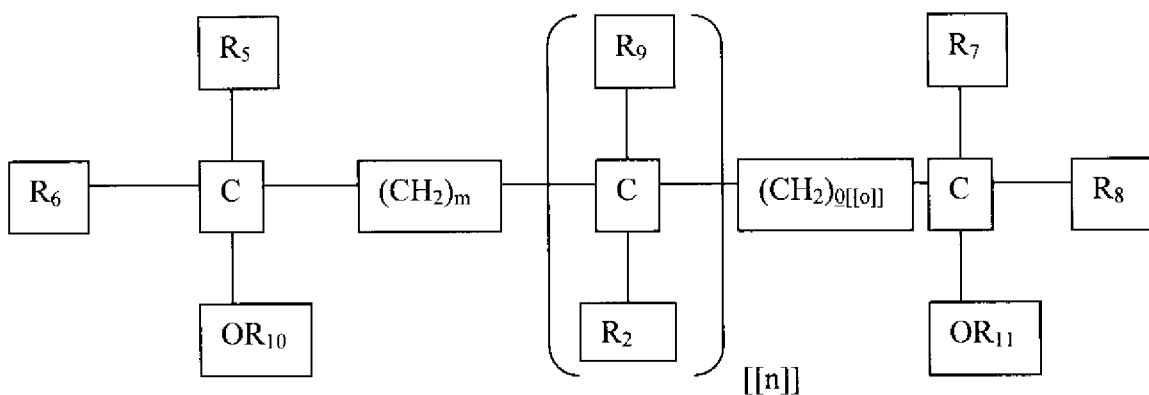 R₅ R₉ R₇
R₆ C (CH₂)ₘ C (CH₂)0[[o]] C R₈
OR₁₀ R₂ OR₁₁
[[n]]